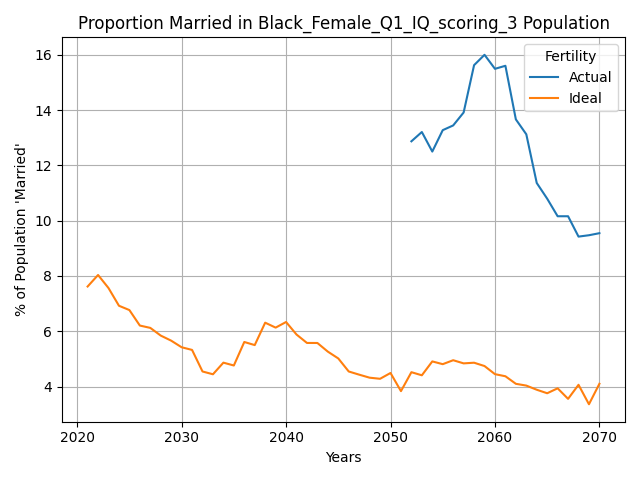 Proportion Married in Black_Female_Q1_IQ_scoring_3 Population
% of Population 'Married'
16
14
12
10
8
6
4
Fertility
Actual
Ideal
2020
2030
2040
2050
2060
2070
Years